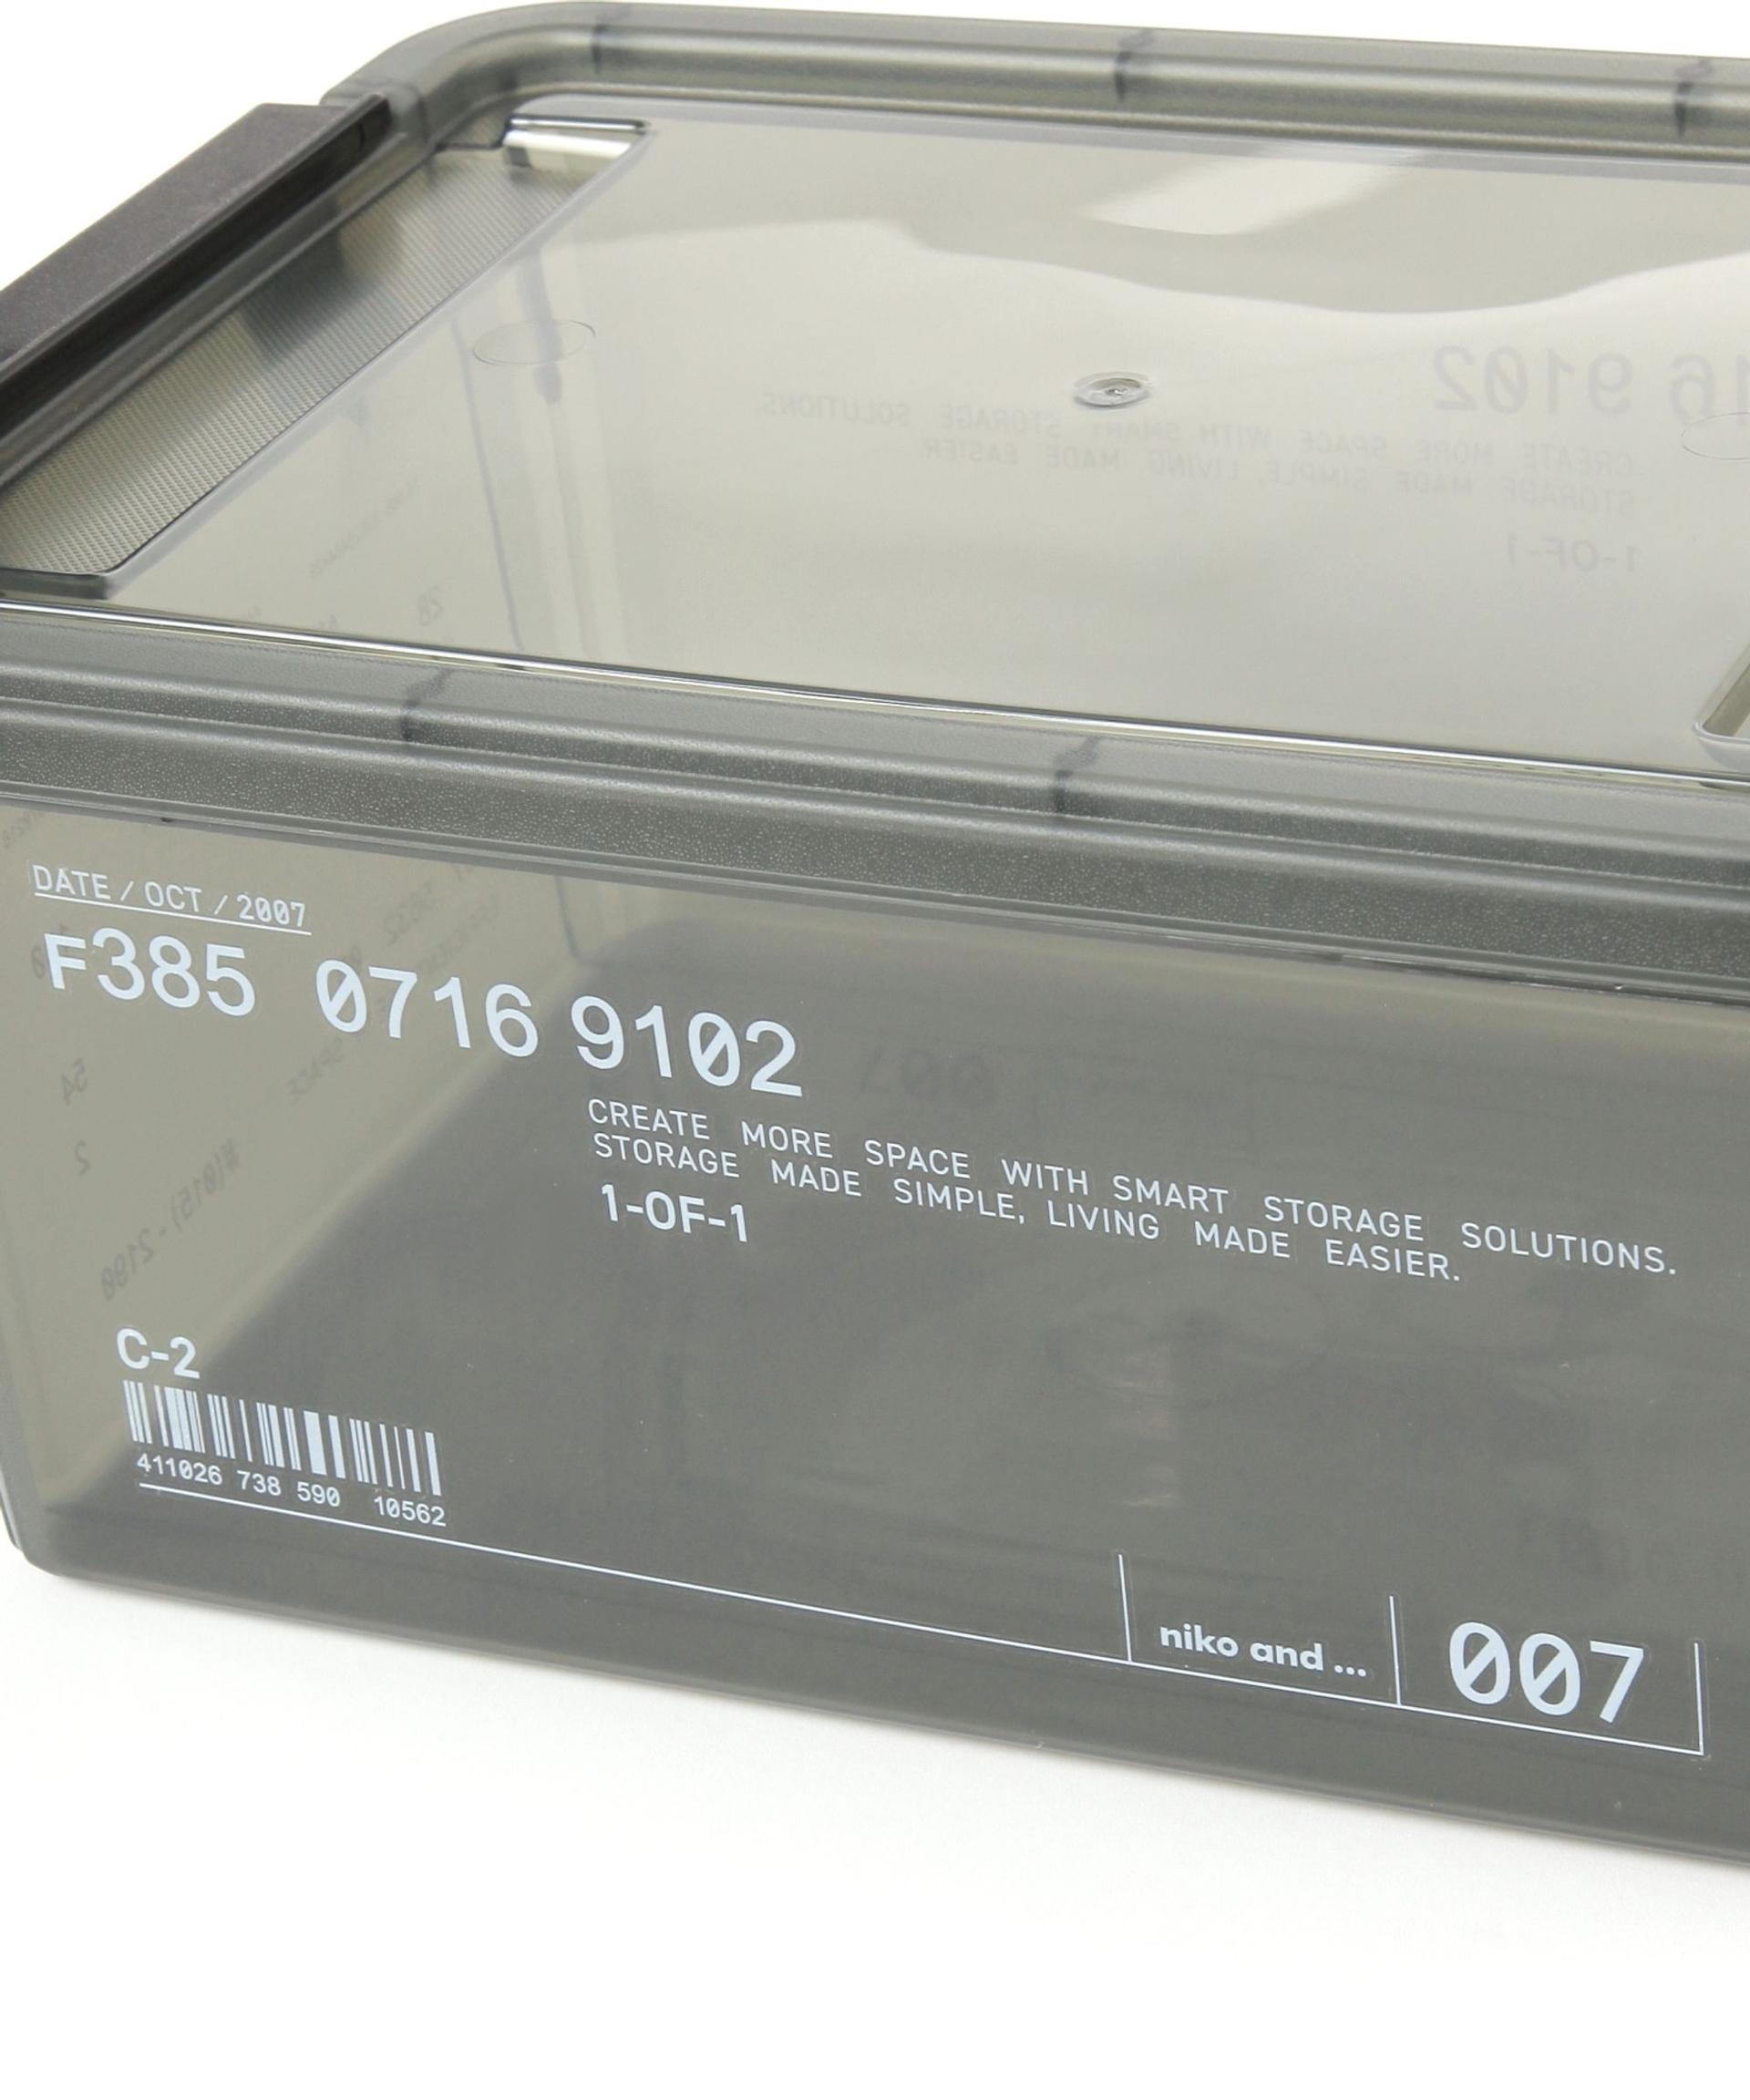 DATE / OCT / 2007
F385 0716 9102
CREATE MORE SPACE WITH SMART STORAGE SOLUTIONS.
STORAGE MADE SIMPLE, LIVING MADE EASIER.
1-OF-1
C-2
411026 738 590 10562
niko and ...
007